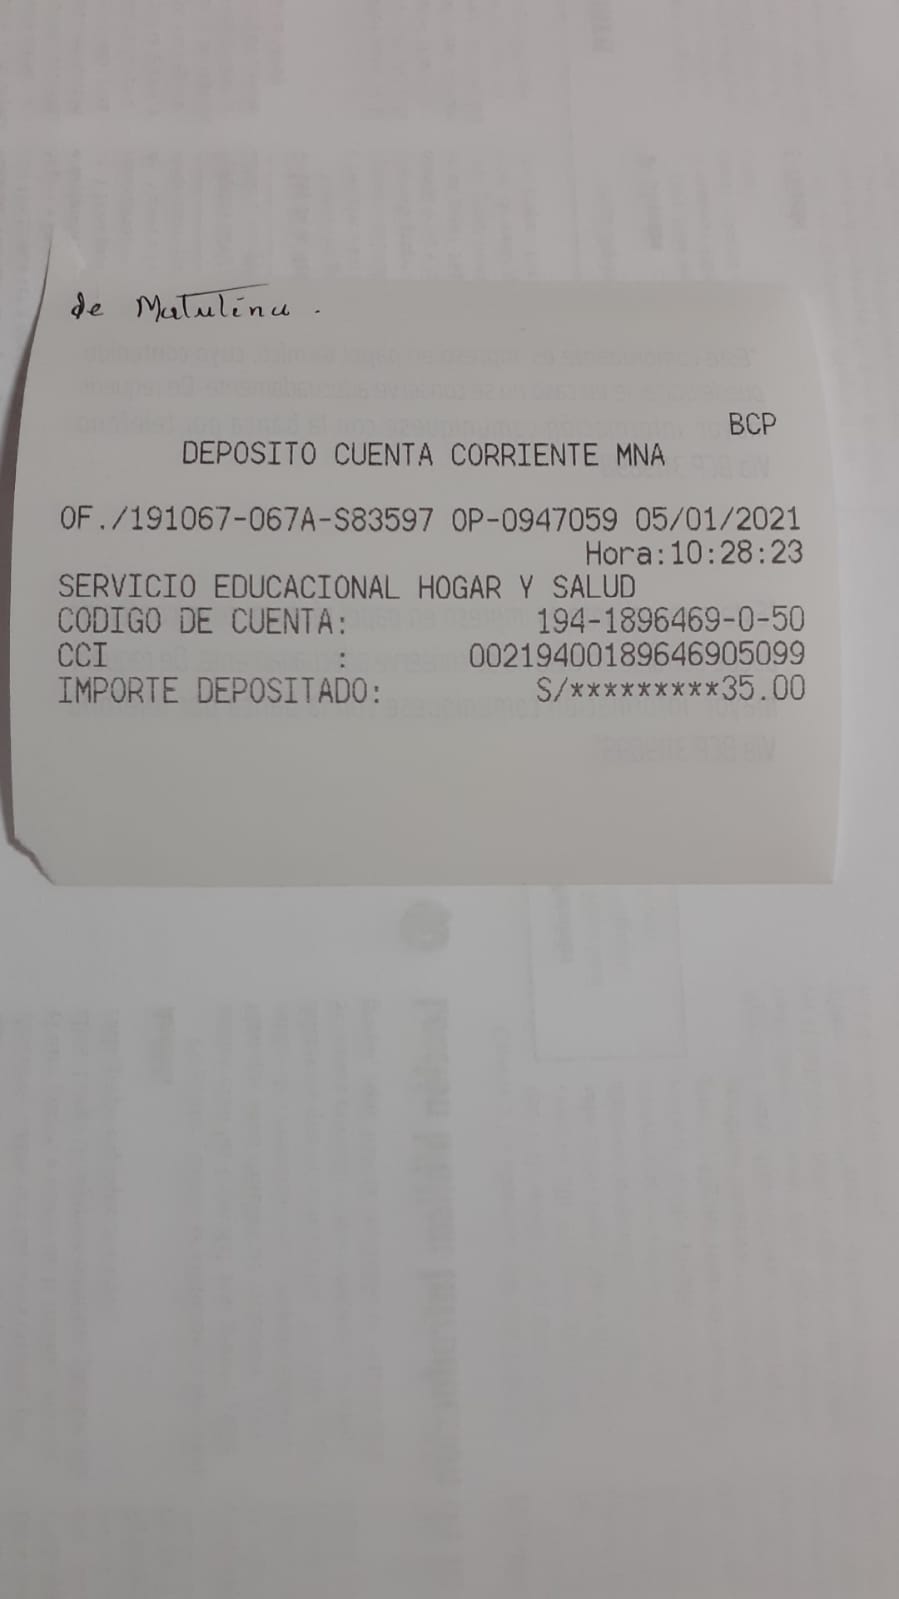 de Matulina.
BCP
DEPOSITO CUENTA CORRIENTE MNA
OF./191067-067A-S83597 OP-0947059 05/01/2021
Hora:10:28:23
SERVICIO EDUCACIONAL HOGAR Y SALUD
CODIGO DE CUENTA: 194-1896469-0-50
CCI : 00219400189646905099
IMPORTE DEPOSITADO: S/*********35.00